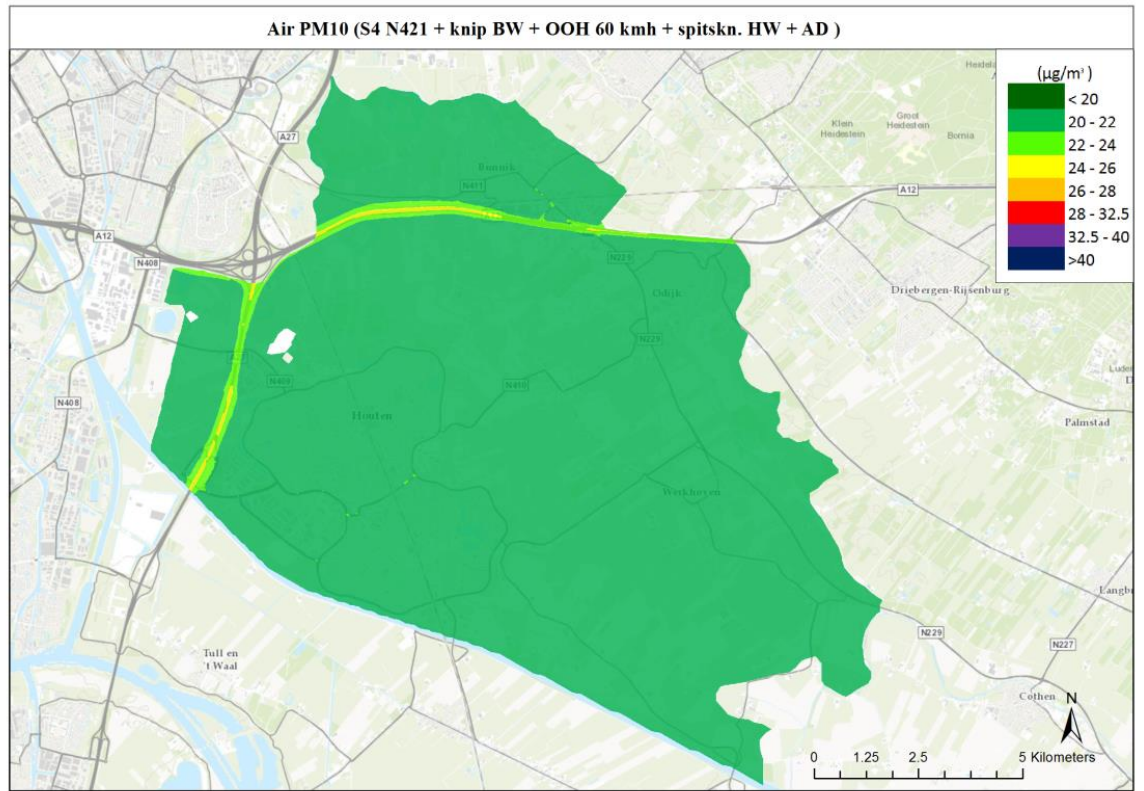 Air PM10 (S4 N421 + knip BW + OOH 60 kmh + spitskn. HW + AD )
(µg/m³ )
< 20
20 - 22
22 - 24
24 - 26
26 - 28
28 - 32.5
32.5 - 40
>40
A27
Klein
Heidestein
Groot
Heidestein
Bornia
Bunnik
N411
A12
A12
N408
N229
Odijk
Driebergen-Rijsenburg
N229
N409
N410
N408
Houten
Palmstad
Werkhoven
Tull en
't Waal
N229
N227
Cothen
N
0 1.25 2.5 5 Kilometers